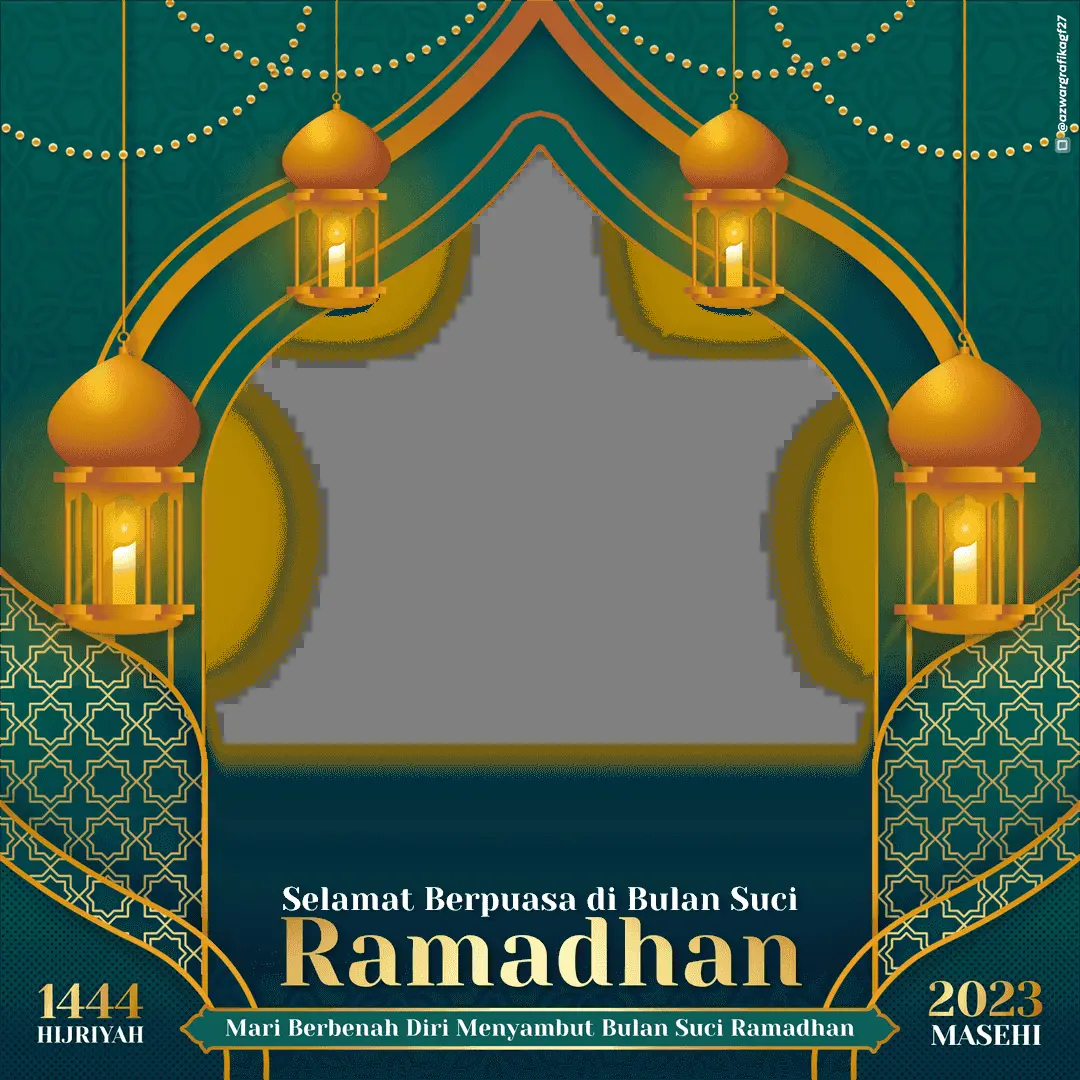 @azwargrafikagf27
Selamat Berpuasa di Bulan Suci
Ramadhan
1444
HIJRIYAH
Mari Berbenah Diri Menyambut Bulan Suci Ramadhan
2023
MASEHI